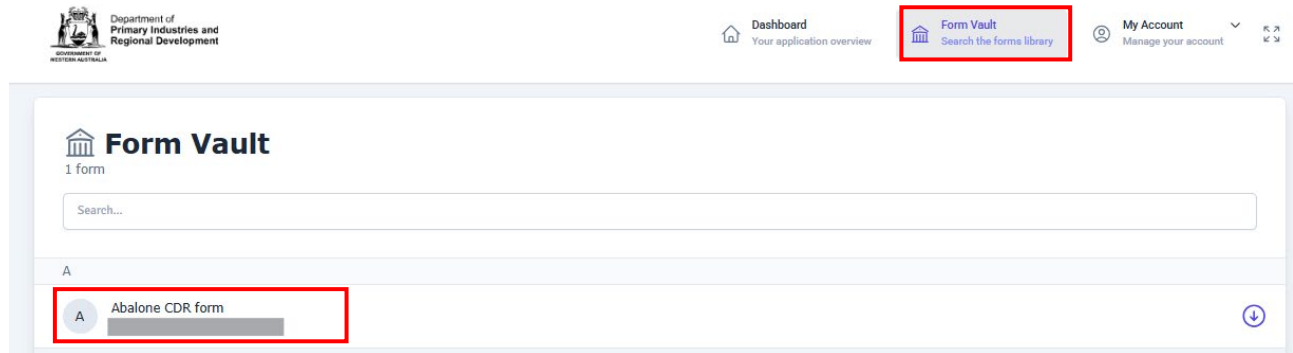 Department of
Primary Industries and
Regional Development
GOVERNMENT OF
WESTERN AUSTRALIA
Dashboard
Your application overview
Form Vault
Search the forms library
My Account
Manage your account
Form Vault
1 form
Search...
A
A
Abalone CDR form